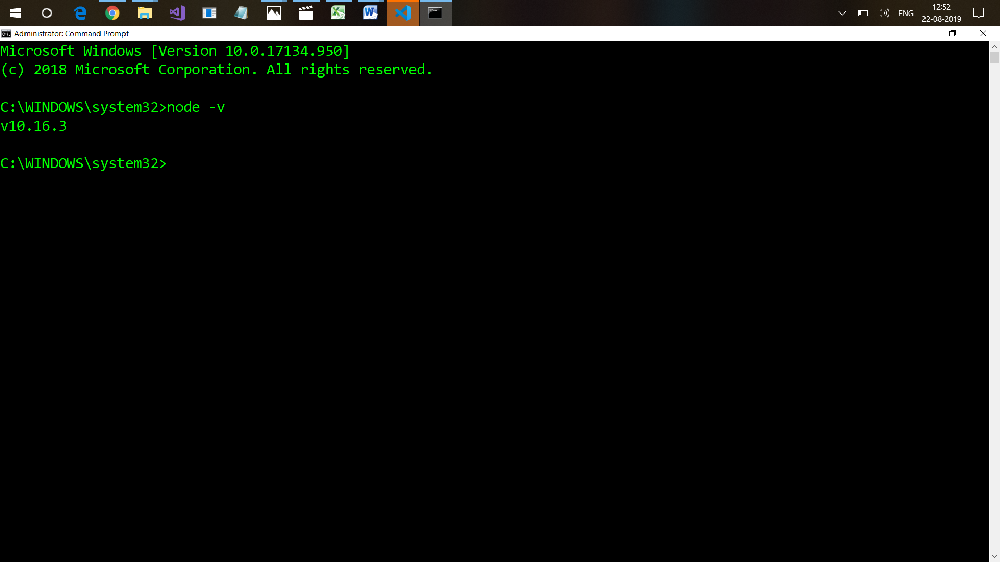 12:52
ENG
22-08-2019
Administrator: Command Prompt
Microsoft Windows [Version 10.0.17134.950]
(c) 2018 Microsoft Corporation. All rights reserved.
C:\WINDOWS\system32>node -v
v10.16.3
C:\WINDOWS\system32>